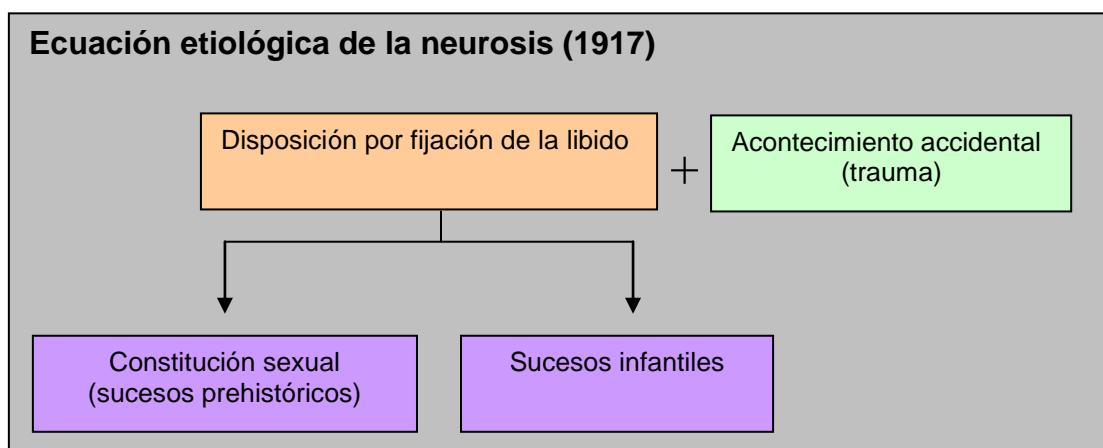 Ecuación etiológica de la neurosis (1917)
Disposición por fijación de la libido
+
Acontecimiento accidental
(trauma)
Constitución sexual
(sucesos prehistóricos)
Sucesos infantiles